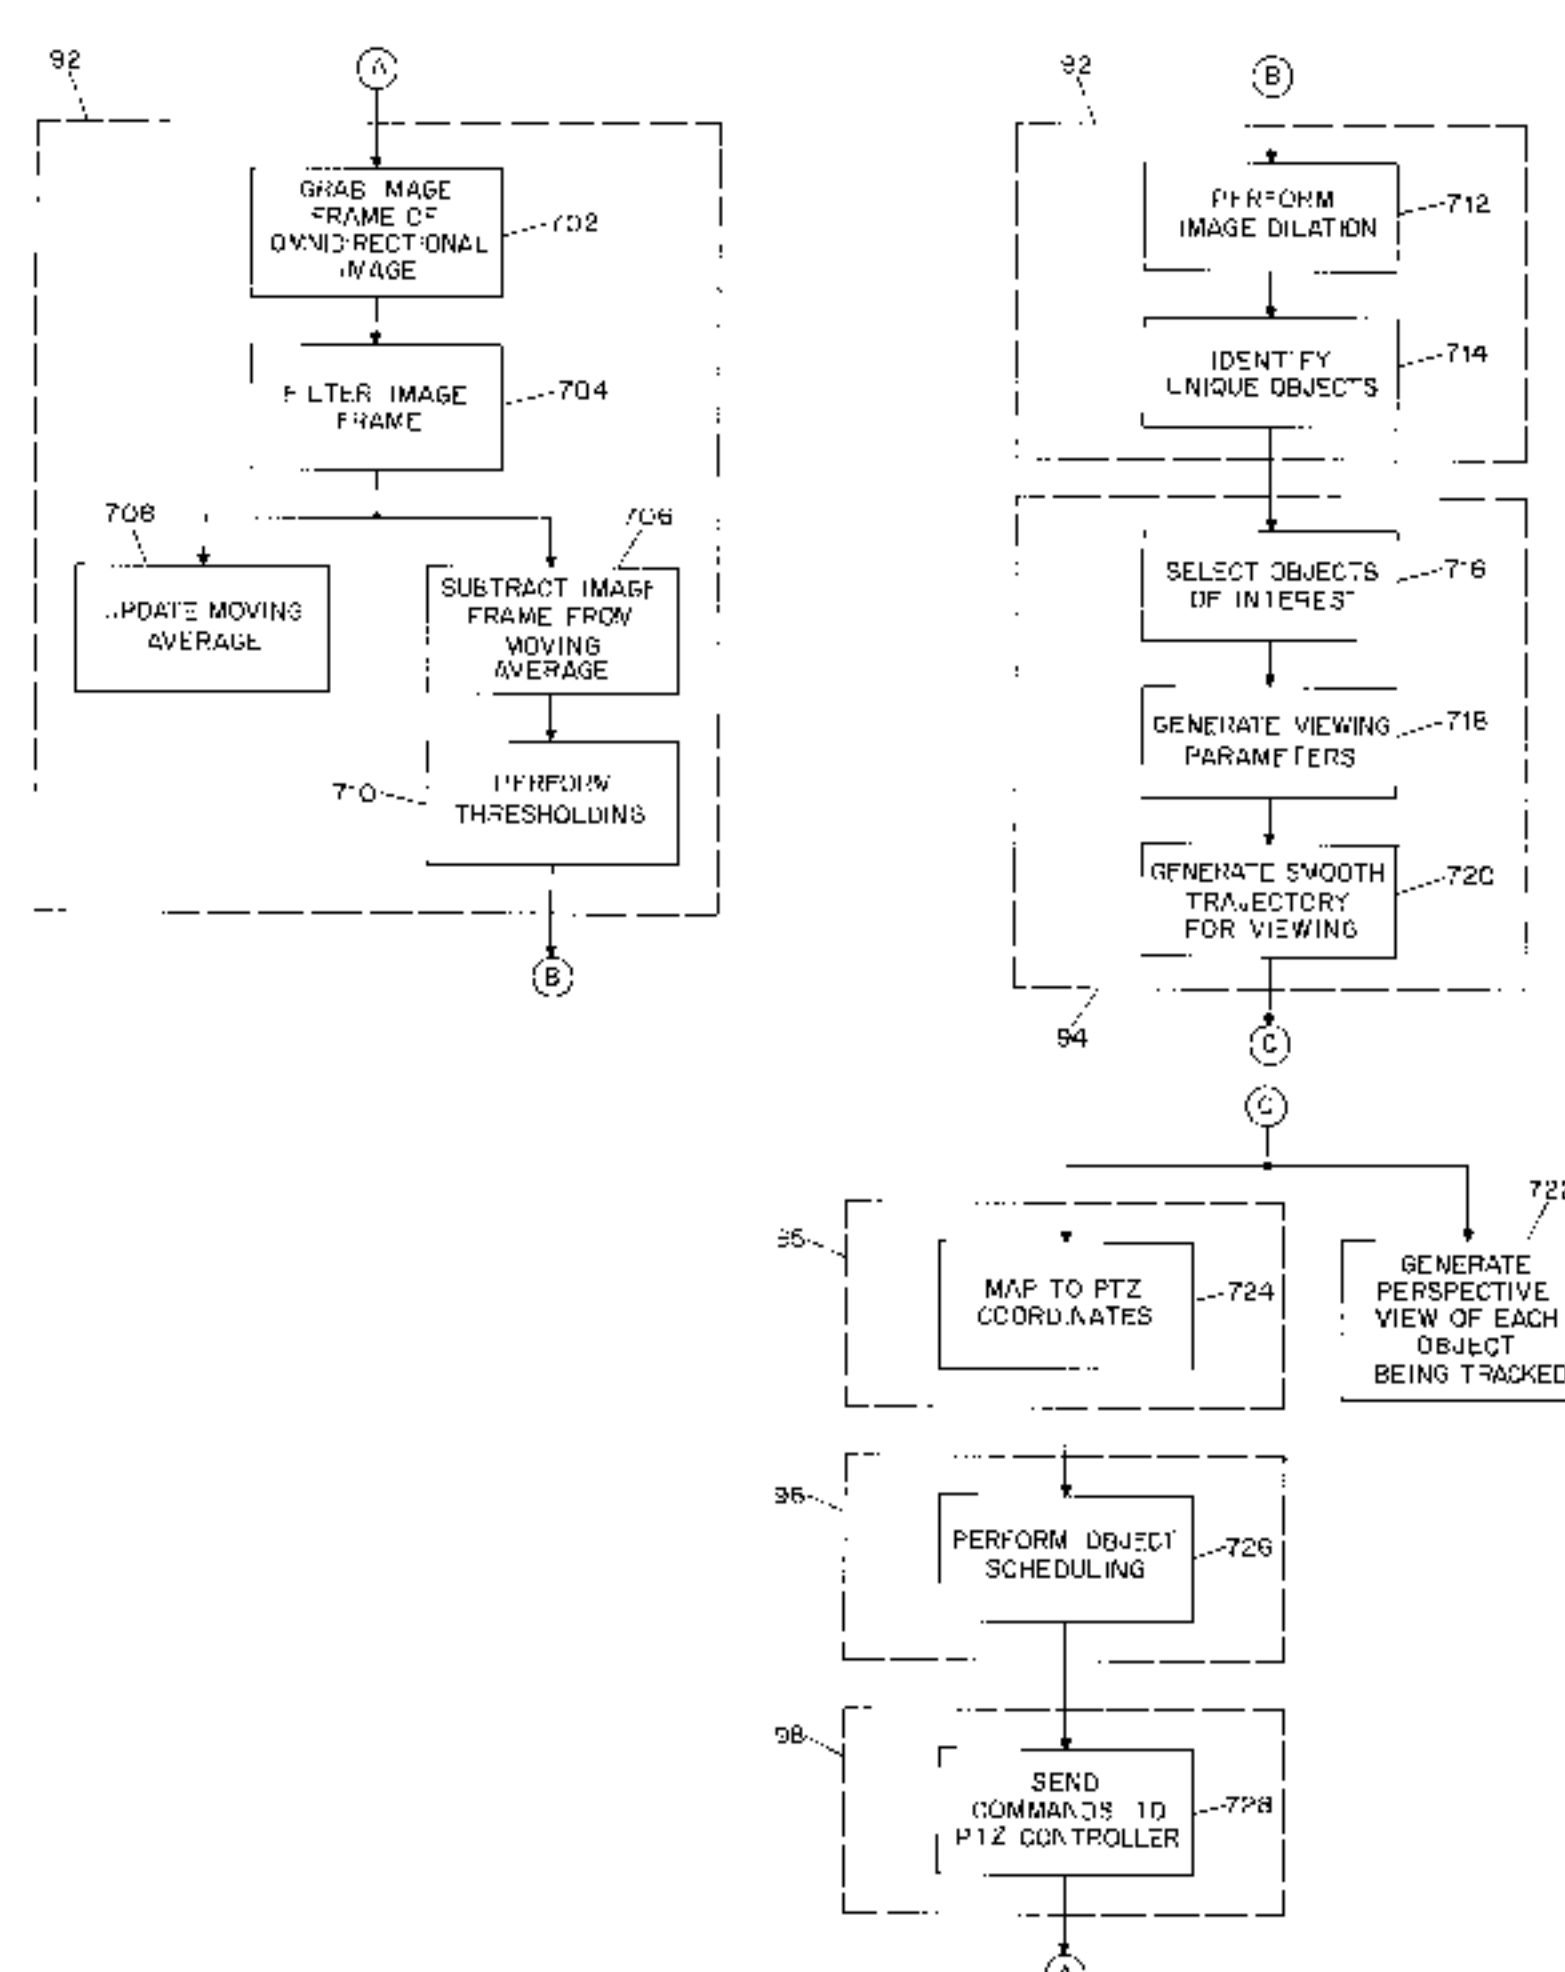 92
A
GRAB IMAGE
FRAME OF
OMNIDIRECTIONAL
IMAGE
702
FILTER IMAGE
FRAME
704
708
706
UPDATE MOVING
AVERAGE
SUBTRACT IMAGE
FRAME FROM
MOVING
AVERAGE
710
PERFORM
THRESHOLDING
B
92
B
PERFORM
IMAGE DILATION
712
IDENTIFY
UNIQUE OBJECTS
714
SELECT OBJECTS
OF INTEREST
716
GENERATE VIEWING
PARAMETERS
718
GENERATE SMOOTH
TRAJECTORY
FOR VIEWING
720
94
C
C
722
MAP TO PTZ
COORDINATES
724
GENERATE
PERSPECTIVE
VIEW OF EACH
OBJECT
BEING TRACKED
PERFORM OBJECT
SCHEDULING
726
98
SEND
COMMANDS TO
PTZ CONTROLLER
728
A